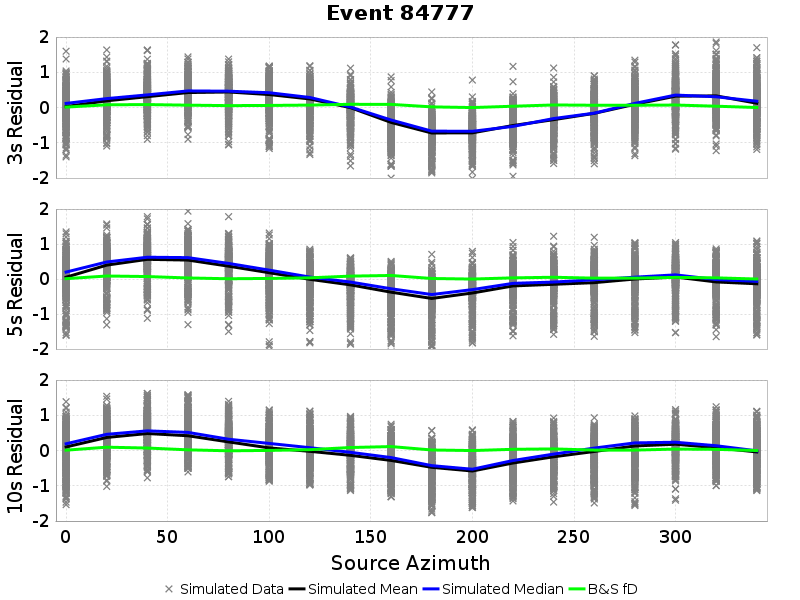 Event 84777
3s Residual
2
1
0
-1
-2
5s Residual
2
1
0
-1
-2
10s Residual
2
1
0
-1
-2
0 50 100 150 200 250 300
Source Azimuth
Simulated Data Simulated Mean Simulated Median B&S fD